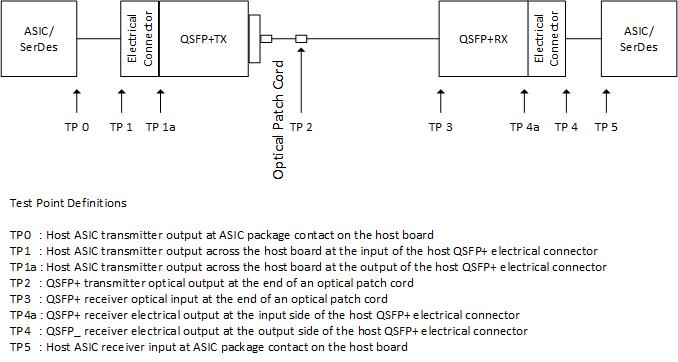 ASIC/
SerDes
Electrical
Connector
QSFP+TX
Optical Patch Cord
QSFP+RX
Electrical
Connector
ASIC/
SerDes
TP 0
TP 1
TP 1a
TP 2
TP 3
TP 4a
TP 4
TP 5
Test Point Definitions
TP0 : Host ASIC transmitter output at ASIC package contact on the host board
TP1 : Host ASIC transmitter output across the host board at the input of the host QSFP+ electrical connector
TP1a : Host ASIC transmitter output across the host board at the output of the host QSFP+ electrical connector
TP2 : QSFP+ transmitter optical output at the end of an optical patch cord
TP3 : QSFP+ receiver optical input at the end of an optical patch cord
TP4a : QSFP+ receiver electrical output at the input side of the host QSFP+ electrical connector
TP4 : QSFP_ receiver electrical output at the output side of the host QSFP+ electrical connector
TP5 : Host ASIC receiver input at ASIC package contact on the host board